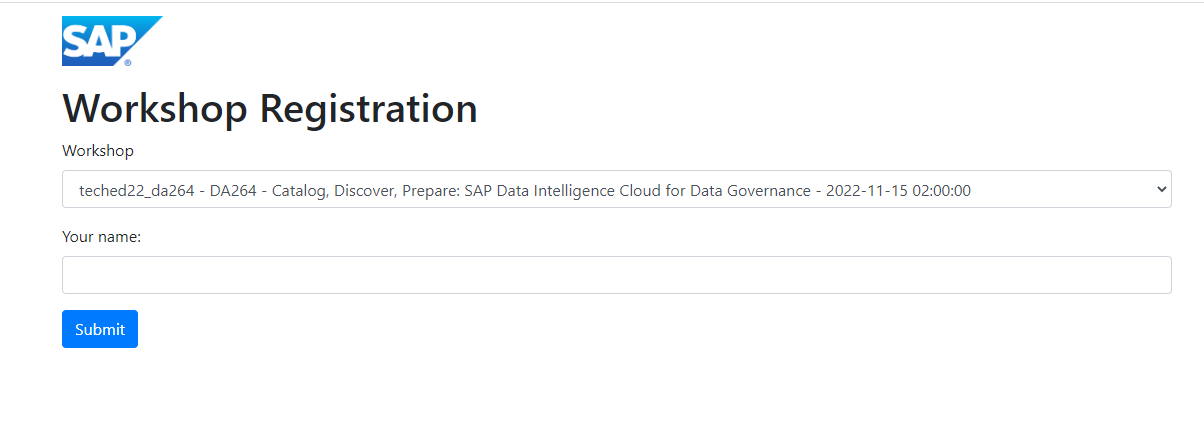 SAP®
Workshop Registration
Workshop
teched22_da264 - DA264 - Catalog, Discover, Prepare: SAP Data Intelligence Cloud for Data Governance - 2022-11-15 02:00:00
Your name:
Submit